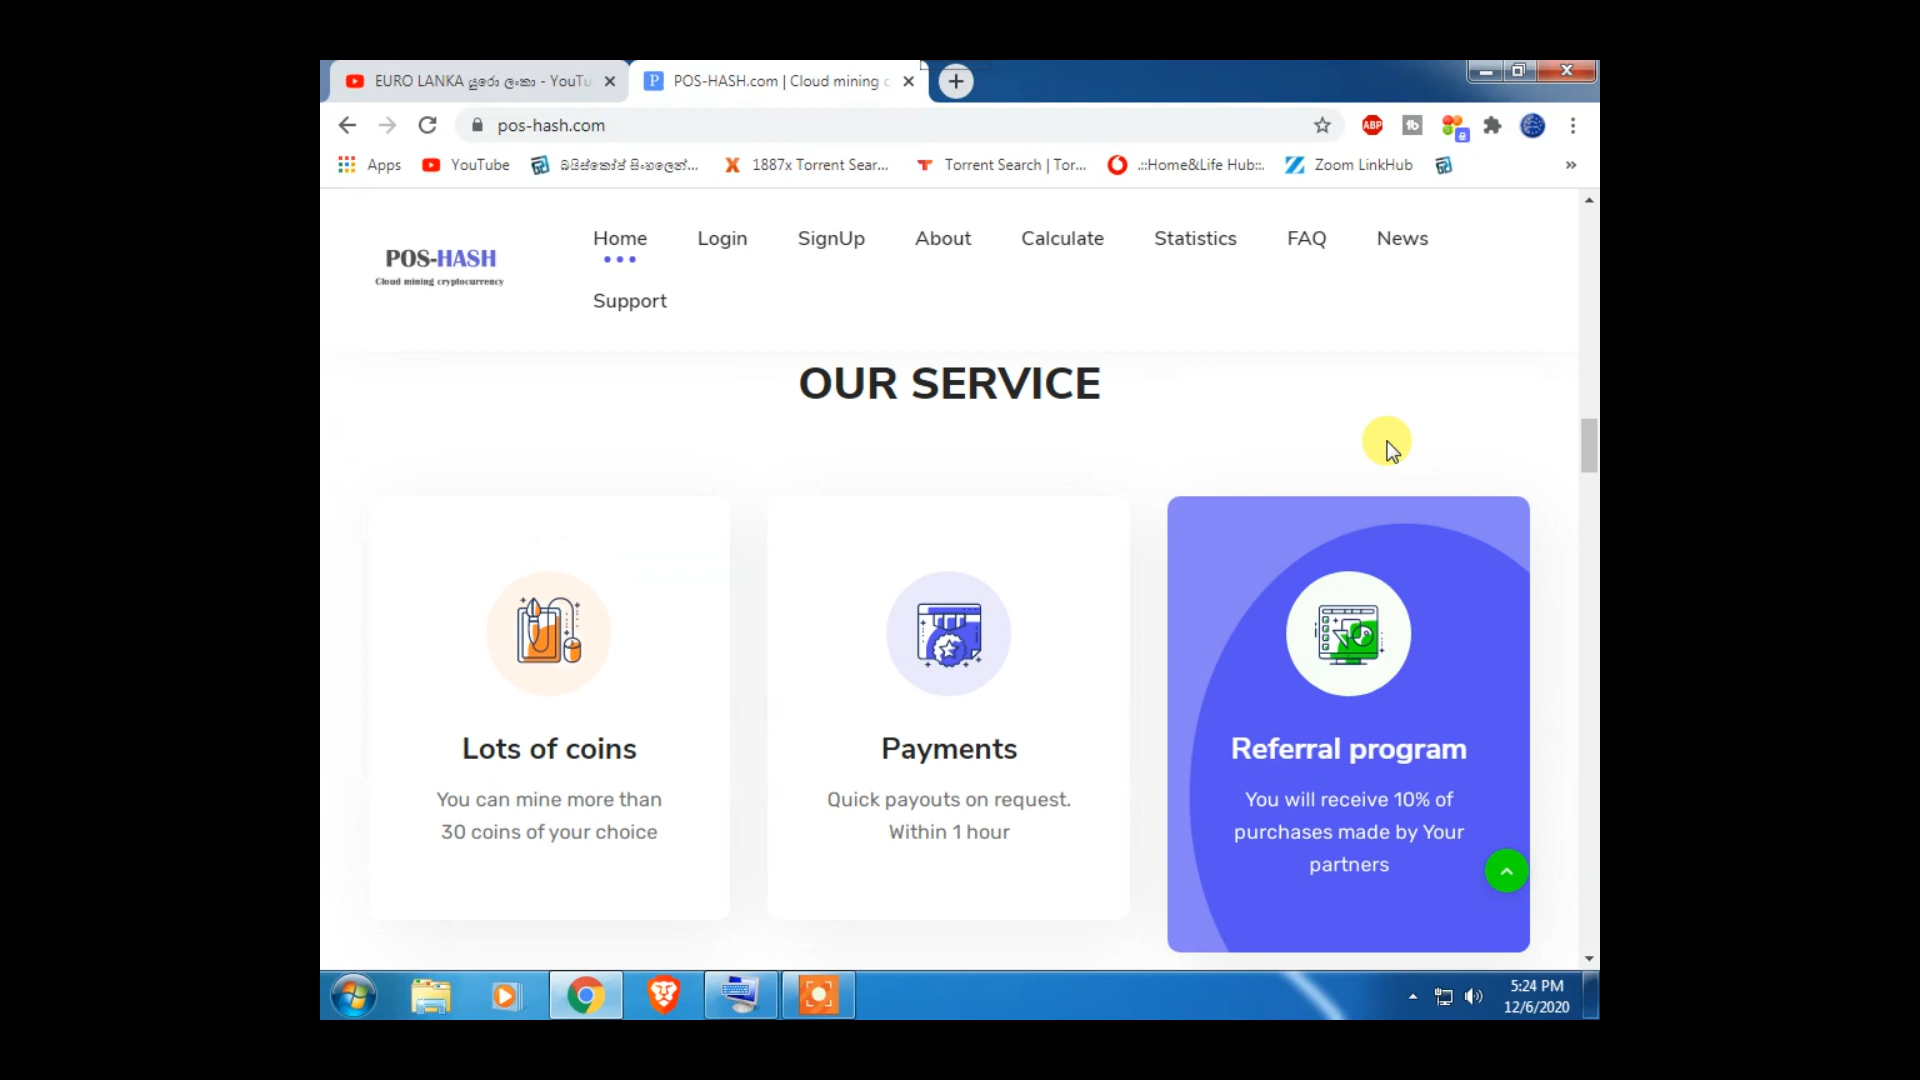 EURO LANKA යුරෝ ලංකා - YouTu
POS-HASH.com | Cloud mining c
pos-hash.com
ABP
Apps
YouTube
බයිස්කෝප් සිංහලෙන්...
1887x Torrent Sear...
Torrent Search | Tor...
.::Home&Life Hub::.
Zoom LinkHub
»
POS-HASH
Cloud mining cryptocurrency
Home
Login
SignUp
About
Calculate
Statistics
FAQ
News
Support
OUR SERVICE
Lots of coins
You can mine more than
30 coins of your choice
Payments
Quick payouts on request.
Within 1 hour
Referral program
You will receive 10% of
purchases made by Your
partners
5:24 PM
12/6/2020